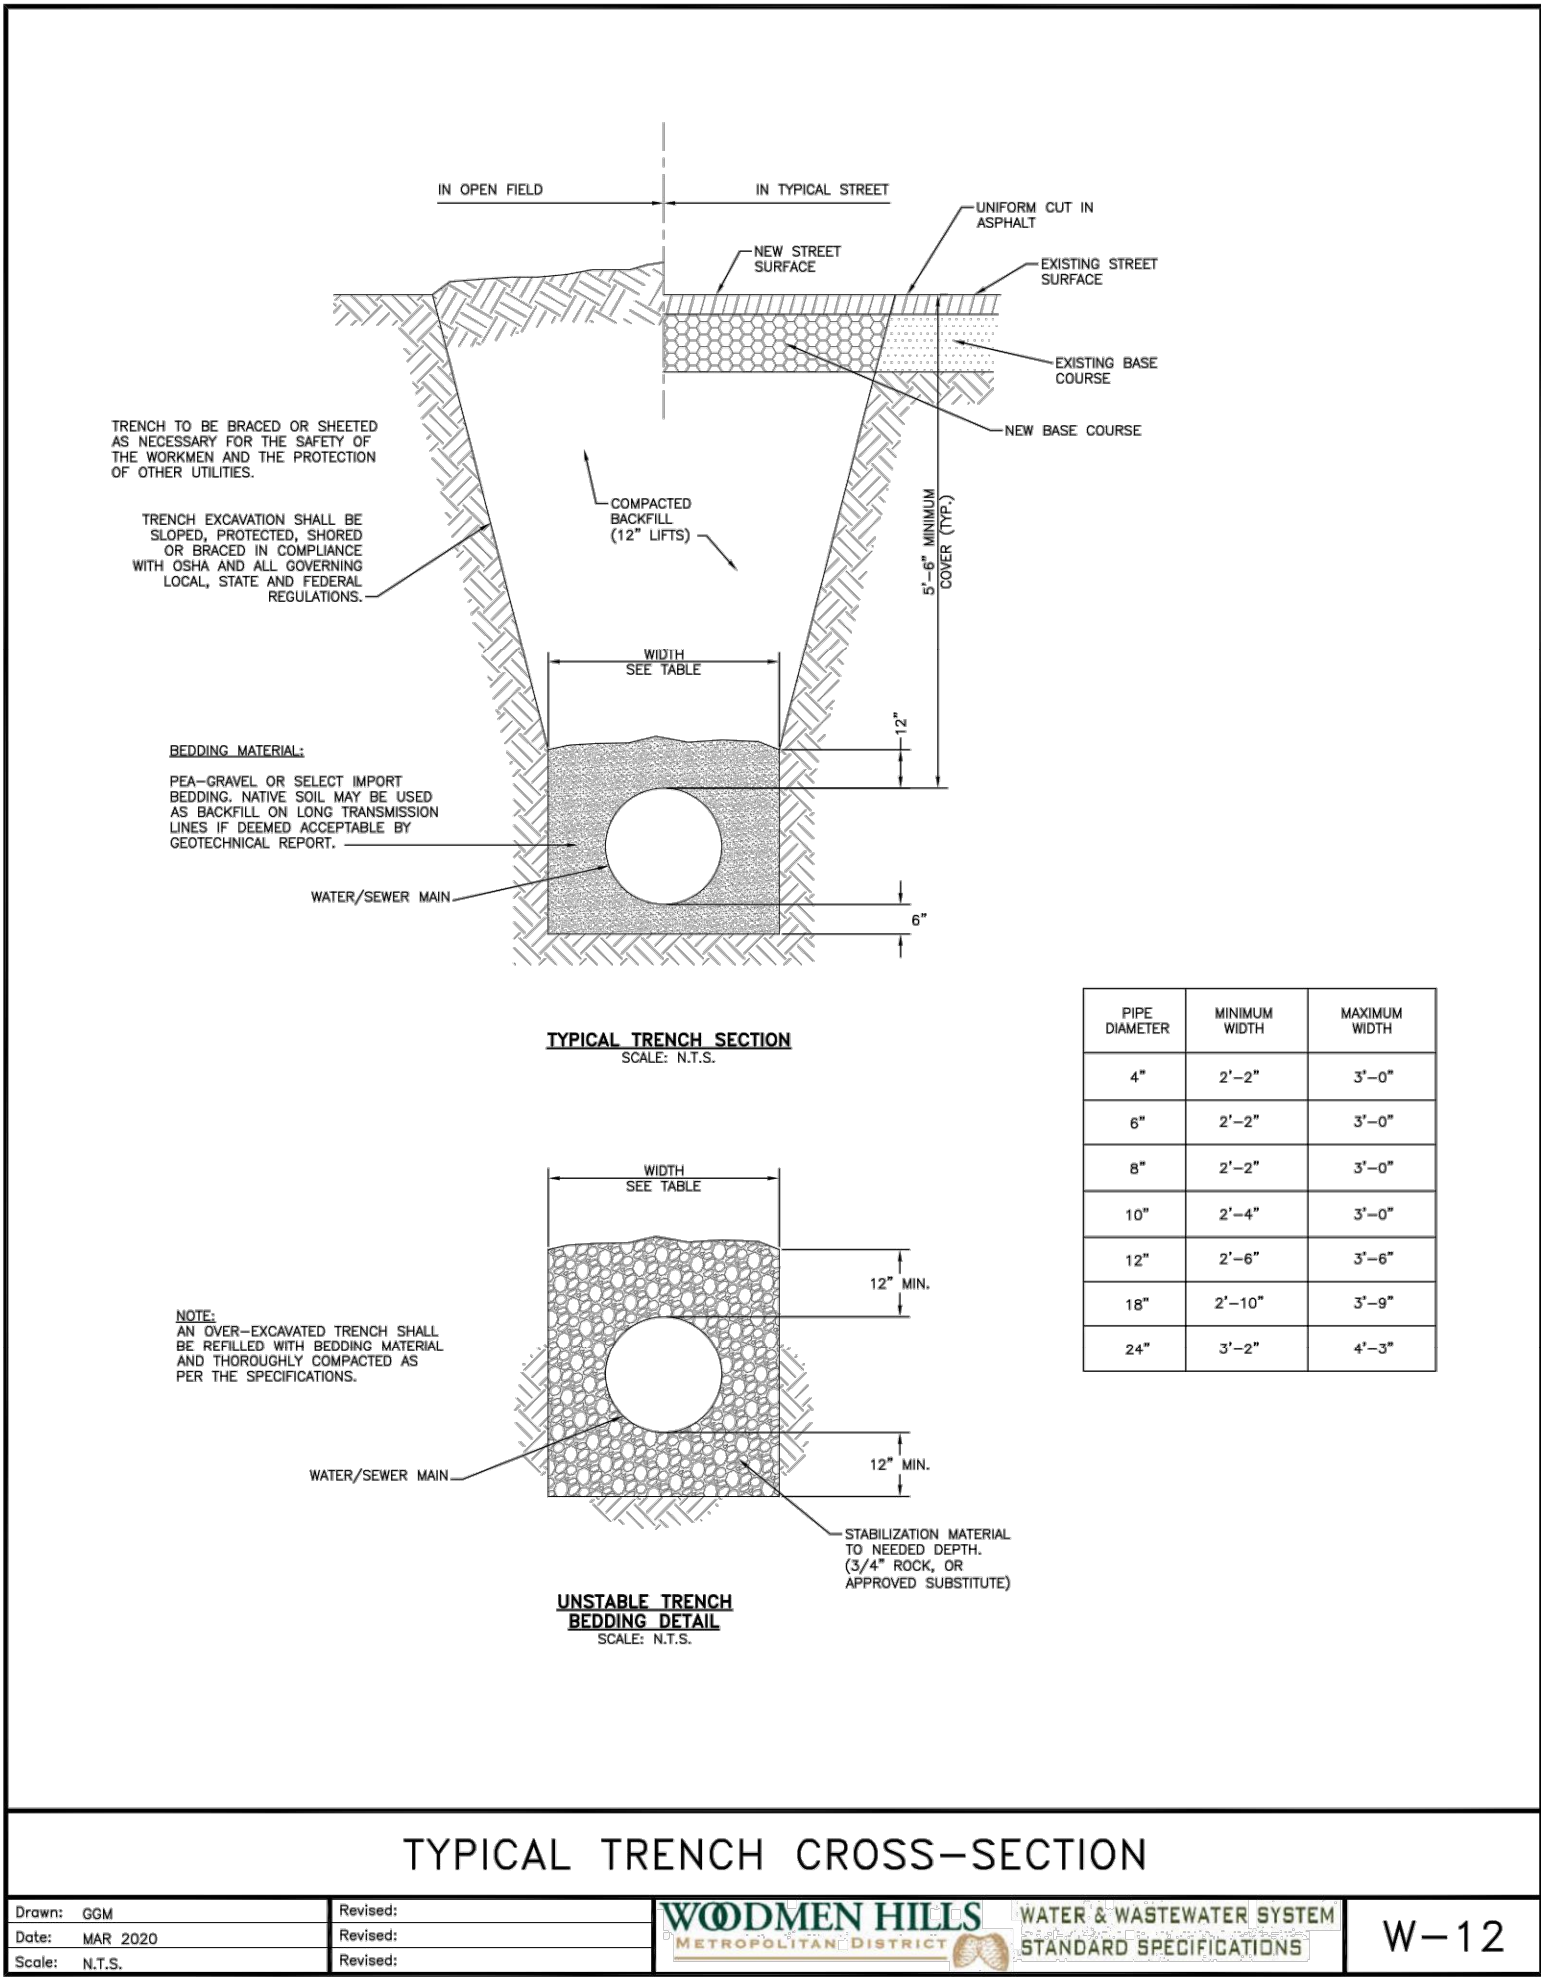 IN OPEN FIELD
IN TYPICAL STREET
UNIFORM CUT IN
ASPHALT
NEW STREET
SURFACE
EXISTING STREET
SURFACE
EXISTING BASE
COURSE
NEW BASE COURSE
TRENCH TO BE BRACED OR SHEETED
AS NECESSARY FOR THE SAFETY OF
THE WORKMEN AND THE PROTECTION
OF OTHER UTILITIES.
COMPACTED
BACKFILL
(12" LIFTS)
5'-6" MINIMUM
COVER (TYP.)
TRENCH EXCAVATION SHALL BE
SLOPED, PROTECTED, SHORED
OR BRACED IN COMPLIANCE
WITH OSHA AND ALL GOVERNING
LOCAL, STATE AND FEDERAL
REGULATIONS.
WIDTH
SEE TABLE
12"
BEDDING MATERIAL:
PEA-GRAVEL OR SELECT IMPORT
BEDDING. NATIVE SOIL MAY BE USED
AS BACKFILL ON LONG TRANSMISSION
LINES IF DEEMED ACCEPTABLE BY
GEOTECHNICAL REPORT.
WATER/SEWER MAIN
6"
TYPICAL TRENCH SECTION
SCALE: N.T.S.
PIPE DIAMETER MINIMUM WIDTH MAXIMUM WIDTH
4" 2'-2" 3'-0"
6" 2'-2" 3'-0"
8" 2'-2" 3'-0"
10" 2'-4" 3'-0"
12" 2'-6" 3'-6"
18" 2'-10" 3'-9"
24" 3'-2" 4'-3"
WIDTH
SEE TABLE
12" MIN.
NOTE:
AN OVER-EXCAVATED TRENCH SHALL
BE REFILLED WITH BEDDING MATERIAL
AND THOROUGHLY COMPACTED AS
PER THE SPECIFICATIONS.
12" MIN.
WATER/SEWER MAIN
STABILIZATION MATERIAL
TO NEEDED DEPTH.
(3/4" ROCK, OR
APPROVED SUBSTITUTE)
UNSTABLE TRENCH
BEDDING DETAIL
SCALE: N.T.S.
TYPICAL TRENCH CROSS-SECTION
Drawn: GGM
Date: MAR 2020
Scale: N.T.S.
Revised:
Revised:
Revised:
WOODMEN HILLS
METROPOLITAN DISTRICT
WATER & WASTEWATER SYSTEM
STANDARD SPECIFICATIONS
W-12